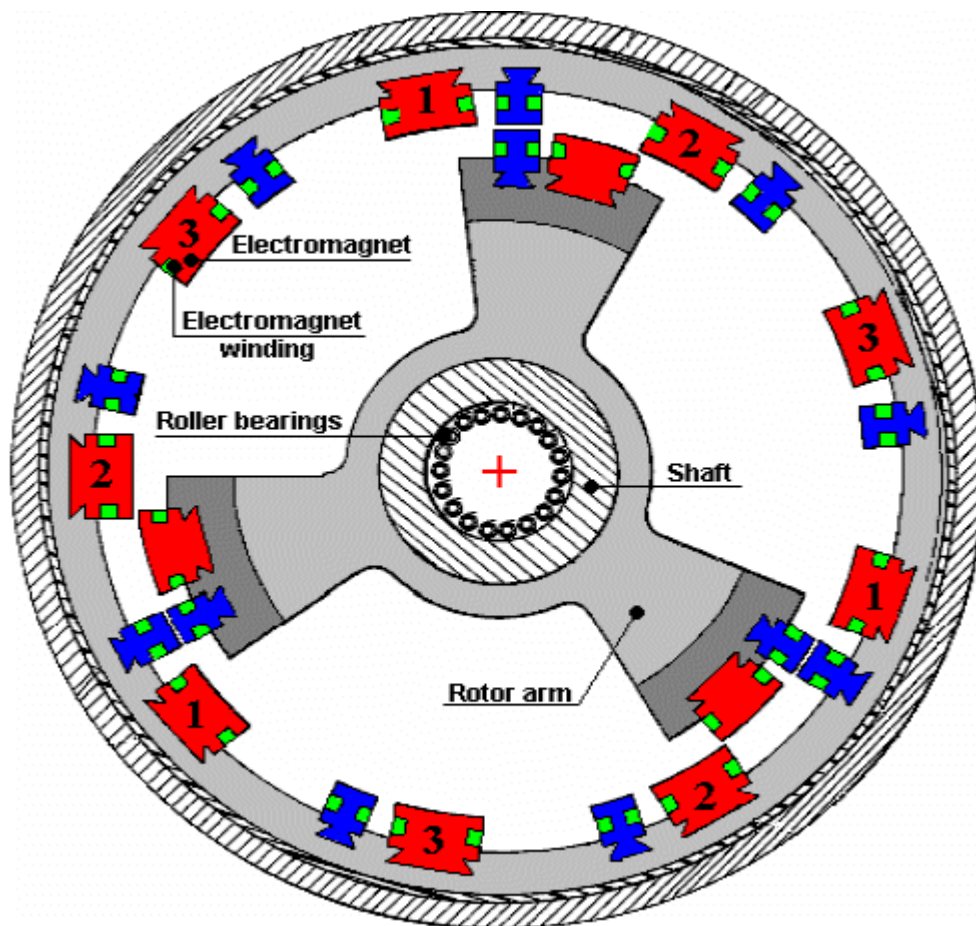 1
2
3
Electromagnet
Electromagnet
winding
3
Roller bearings
Shaft
2
1
1
Rotor arm
2
3